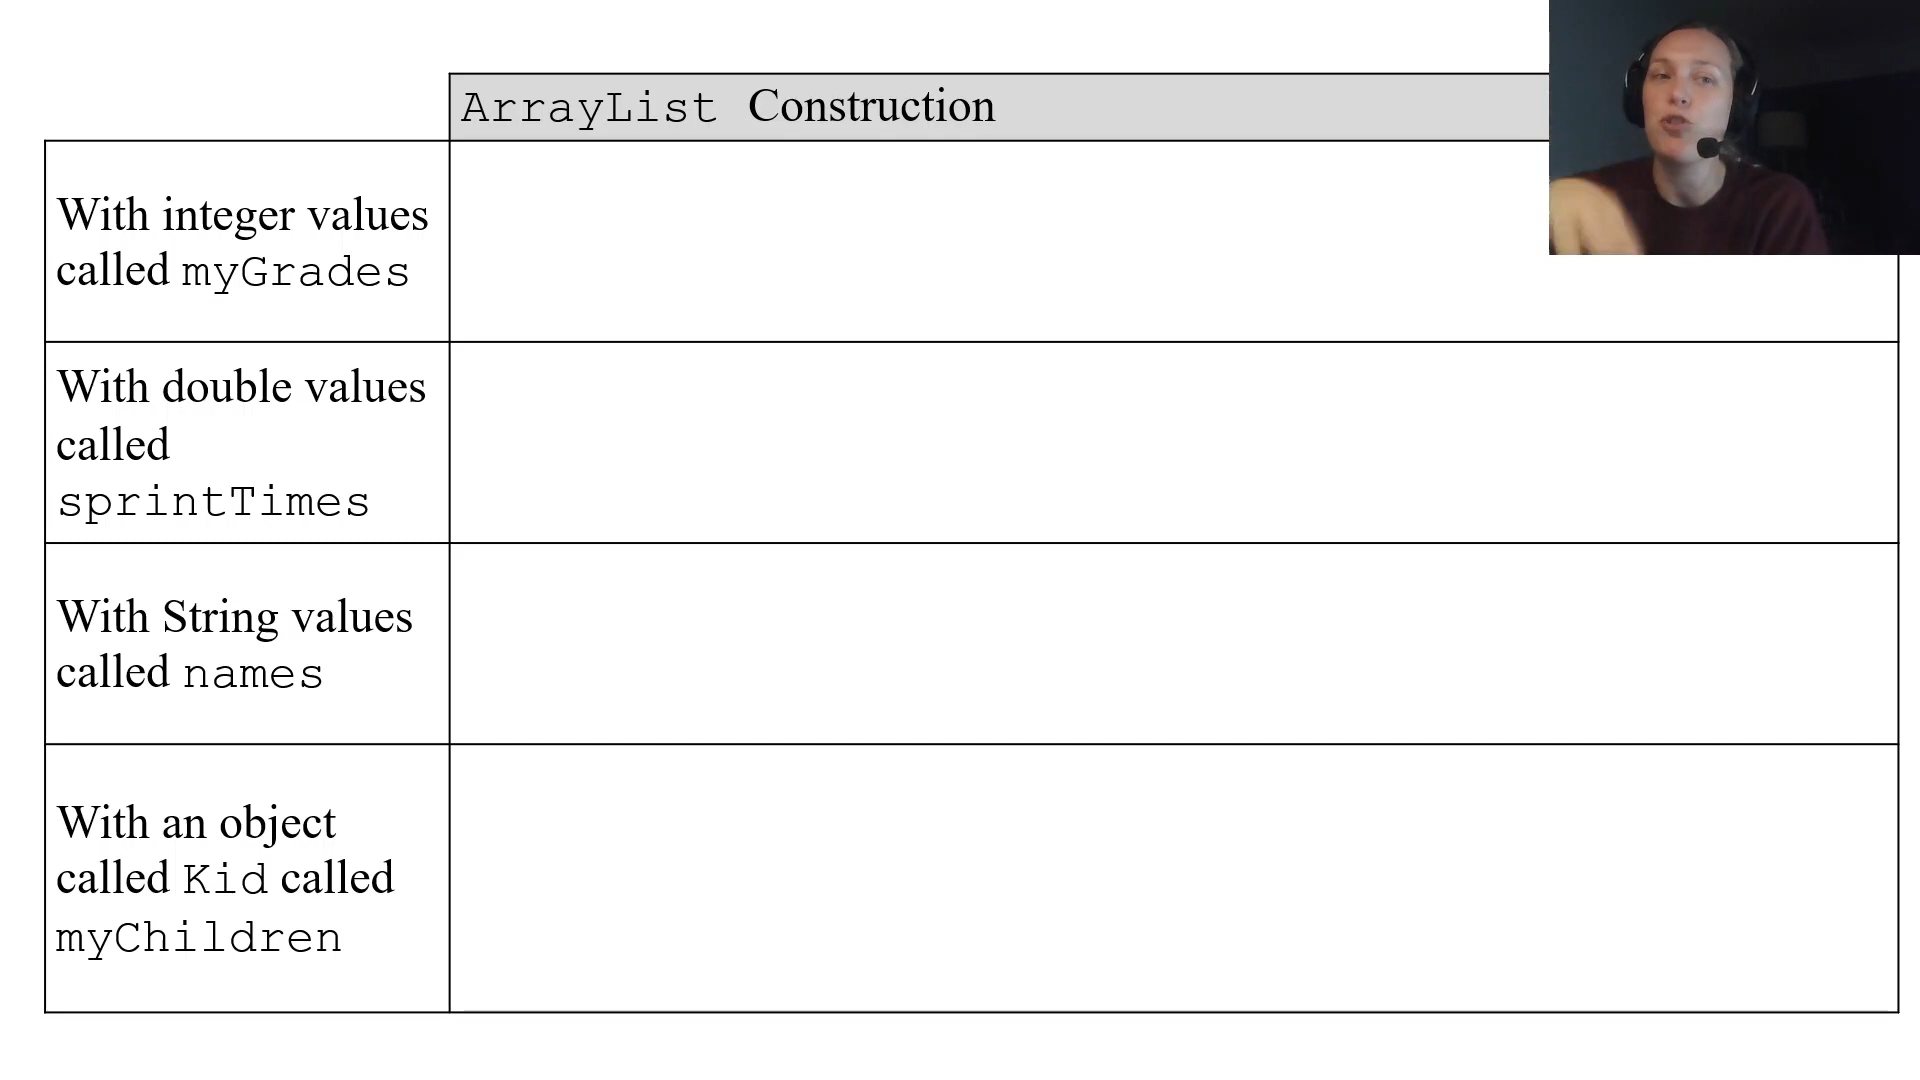 ArrayList Construction
With integer values
called myGrades
With double values
called
sprintTimes
With String values
called names
With an object
called Kid called
myChildren